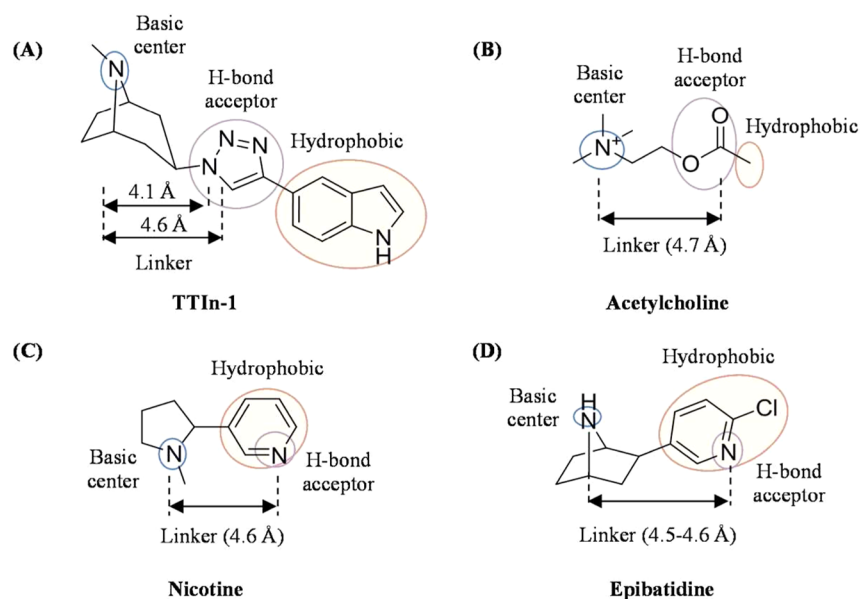 (A)
Basic
center
N
H-bond
acceptor
N
N
N
Hydrophobic
N
H
4.1 Å
4.6 Å
Linker
TTIn-1
(B)
H-bond
acceptor
Basic
center
Hydrophobic
N+
O
O
Linker (4.7 Å)
Acetylcholine
(C)
Hydrophobic
Basic
center
N
N
H-bond
acceptor
Linker (4.6 Å)
Nicotine
(D)
Hydrophobic
Basic
center
H
N
Cl
N
H-bond
acceptor
Linker (4.5-4.6 Å)
Epibatidine